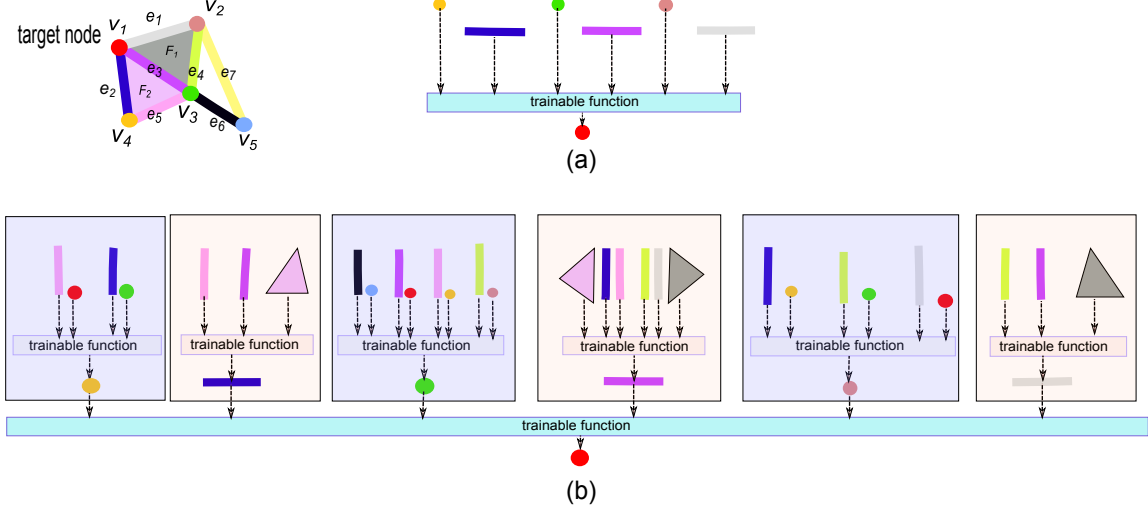 target node
v1
e1
v2
F1
e3
e4
e7
e2
F2
e5
v3
e6
v4
v5
trainable function
(a)
trainable function
trainable function
trainable function
trainable function
trainable function
trainable function
trainable function
(b)